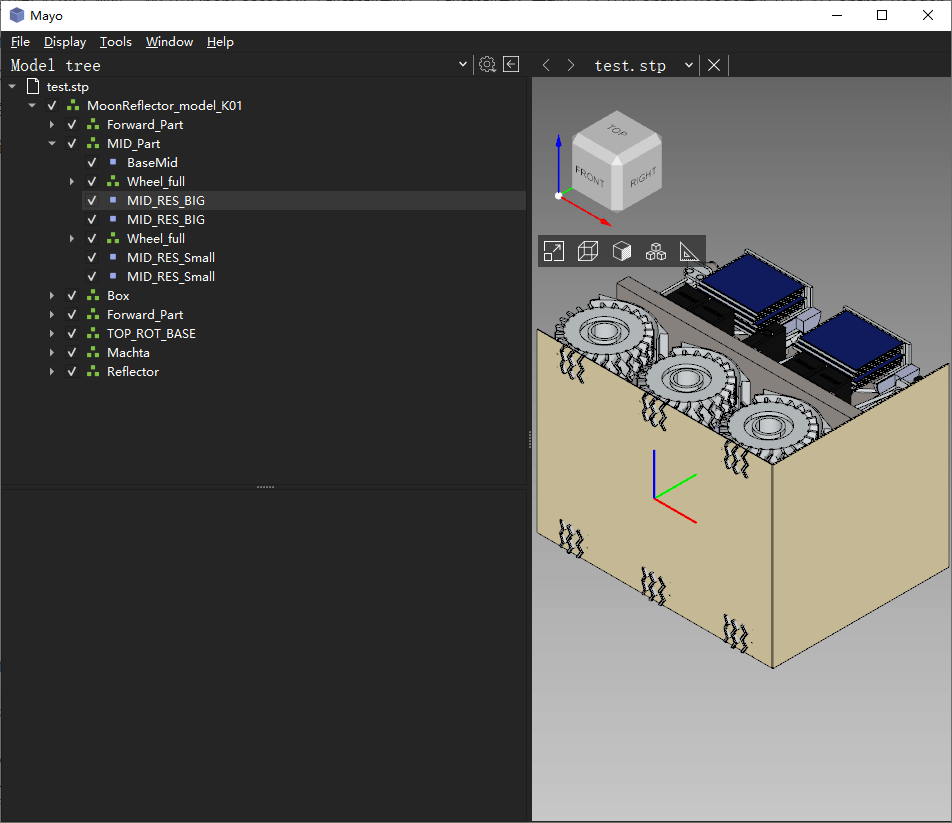 Mayo
File Display Tools Window Help
Model tree
test.stp
test.stp
MoonReflector_model_K01
Forward_Part
MID_Part
BaseMid
Wheel_full
MID_RES_BIG
MID_RES_BIG
Wheel_full
MID_RES_Small
MID_RES_Small
Box
Forward_Part
TOP_ROT_BASE
Machta
Reflector
TOP
FRONT
RIGHT